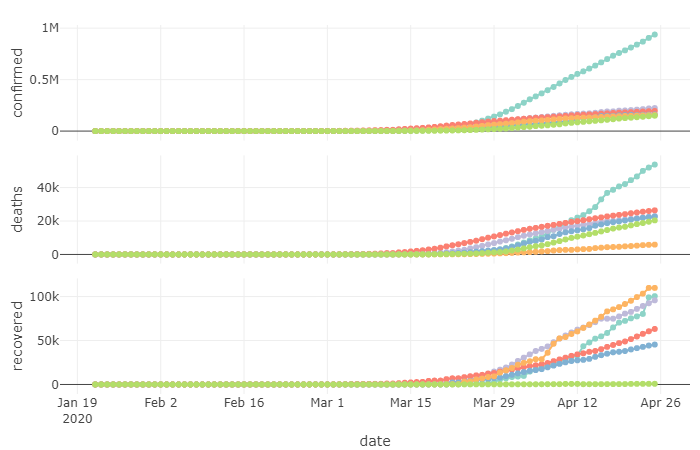 1M
0.5M
0
confirmed
40k
20k
0
deaths
100k
50k
0
recovered
Jan 19 Feb 2 Feb 16 Mar 1 Mar 15 Mar 29 Apr 12 Apr 26
2020
date